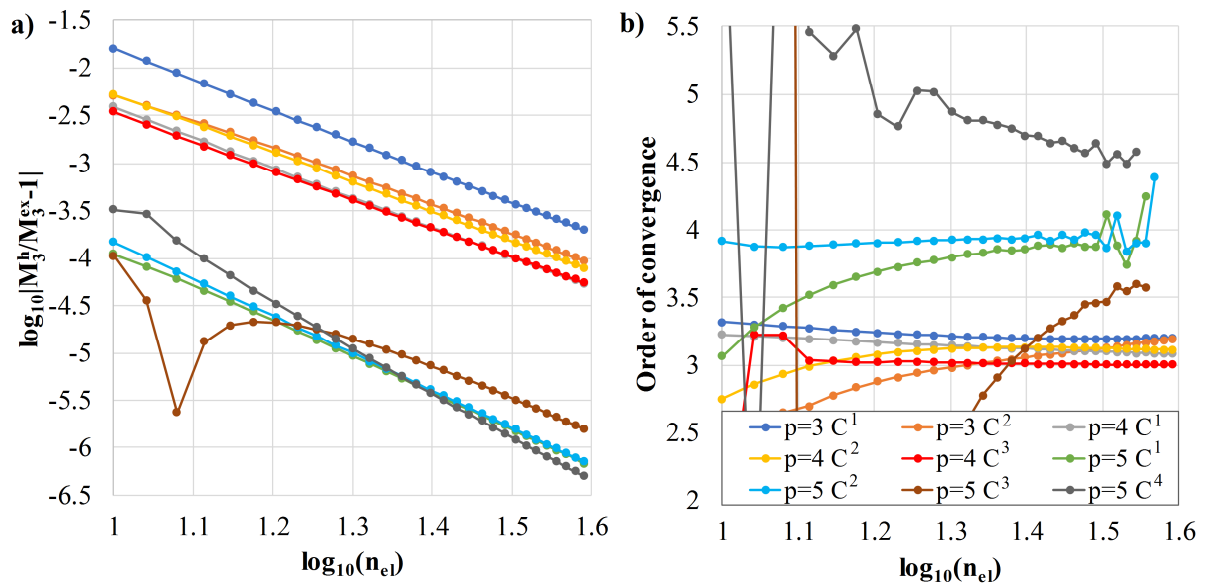 a)
-1.5
-2
-2.5
-3
-3.5
-4
-4.5
-5
-5.5
-6
-6.5
log₁₀|M₃ʰ/M₃ᵉˣ-1|
1 1.1 1.2 1.3 1.4 1.5 1.6
log₁₀(nₑₗ)
b)
5.5
5
4.5
4
3.5
3
2.5
2
Order of convergence
p=3 C¹ p=3 C² p=4 C¹
p=4 C² p=4 C³ p=5 C¹
p=5 C² p=5 C³ p=5 C⁴
1 1.1 1.2 1.3 1.4 1.5 1.6
log₁₀(nₑₗ)